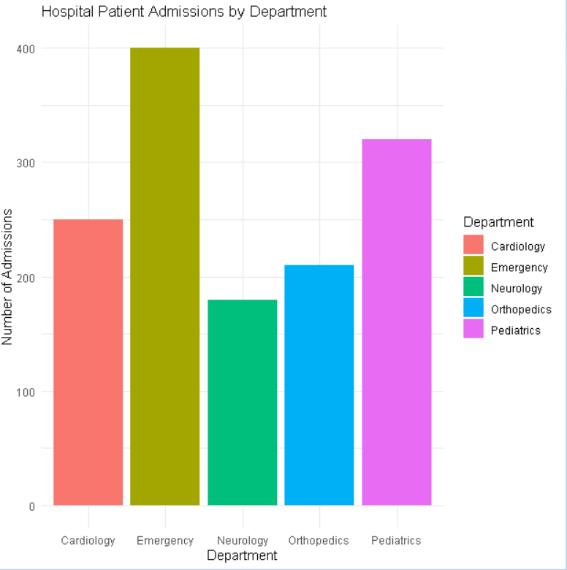 Hospital Patient Admissions by Department
400
300
200
100
0
Number of Admissions
Cardiology
Emergency
Neurology
Orthopedics
Pediatrics
Department
Department
Cardiology
Emergency
Neurology
Orthopedics
Pediatrics